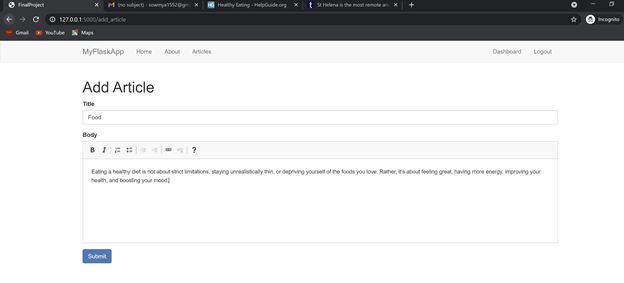 FinalProject
(no subject) - sowmya1552@gm
Healthy Eating - HelpGuide.org
St Helena is the most remote an
127.0.0.1:5000/add_article
Incognito
Gmail YouTube Maps
MyFlaskApp Home About Articles Dashboard Logout
Add Article
Title
Food
Body
B I ?
Eating a healthy diet is not about strict limitations, staying unrealistically thin, or depriving yourself of the foods you love. Rather, it's about feeling great, having more energy, improving your
health, and boosting your mood.
Submit